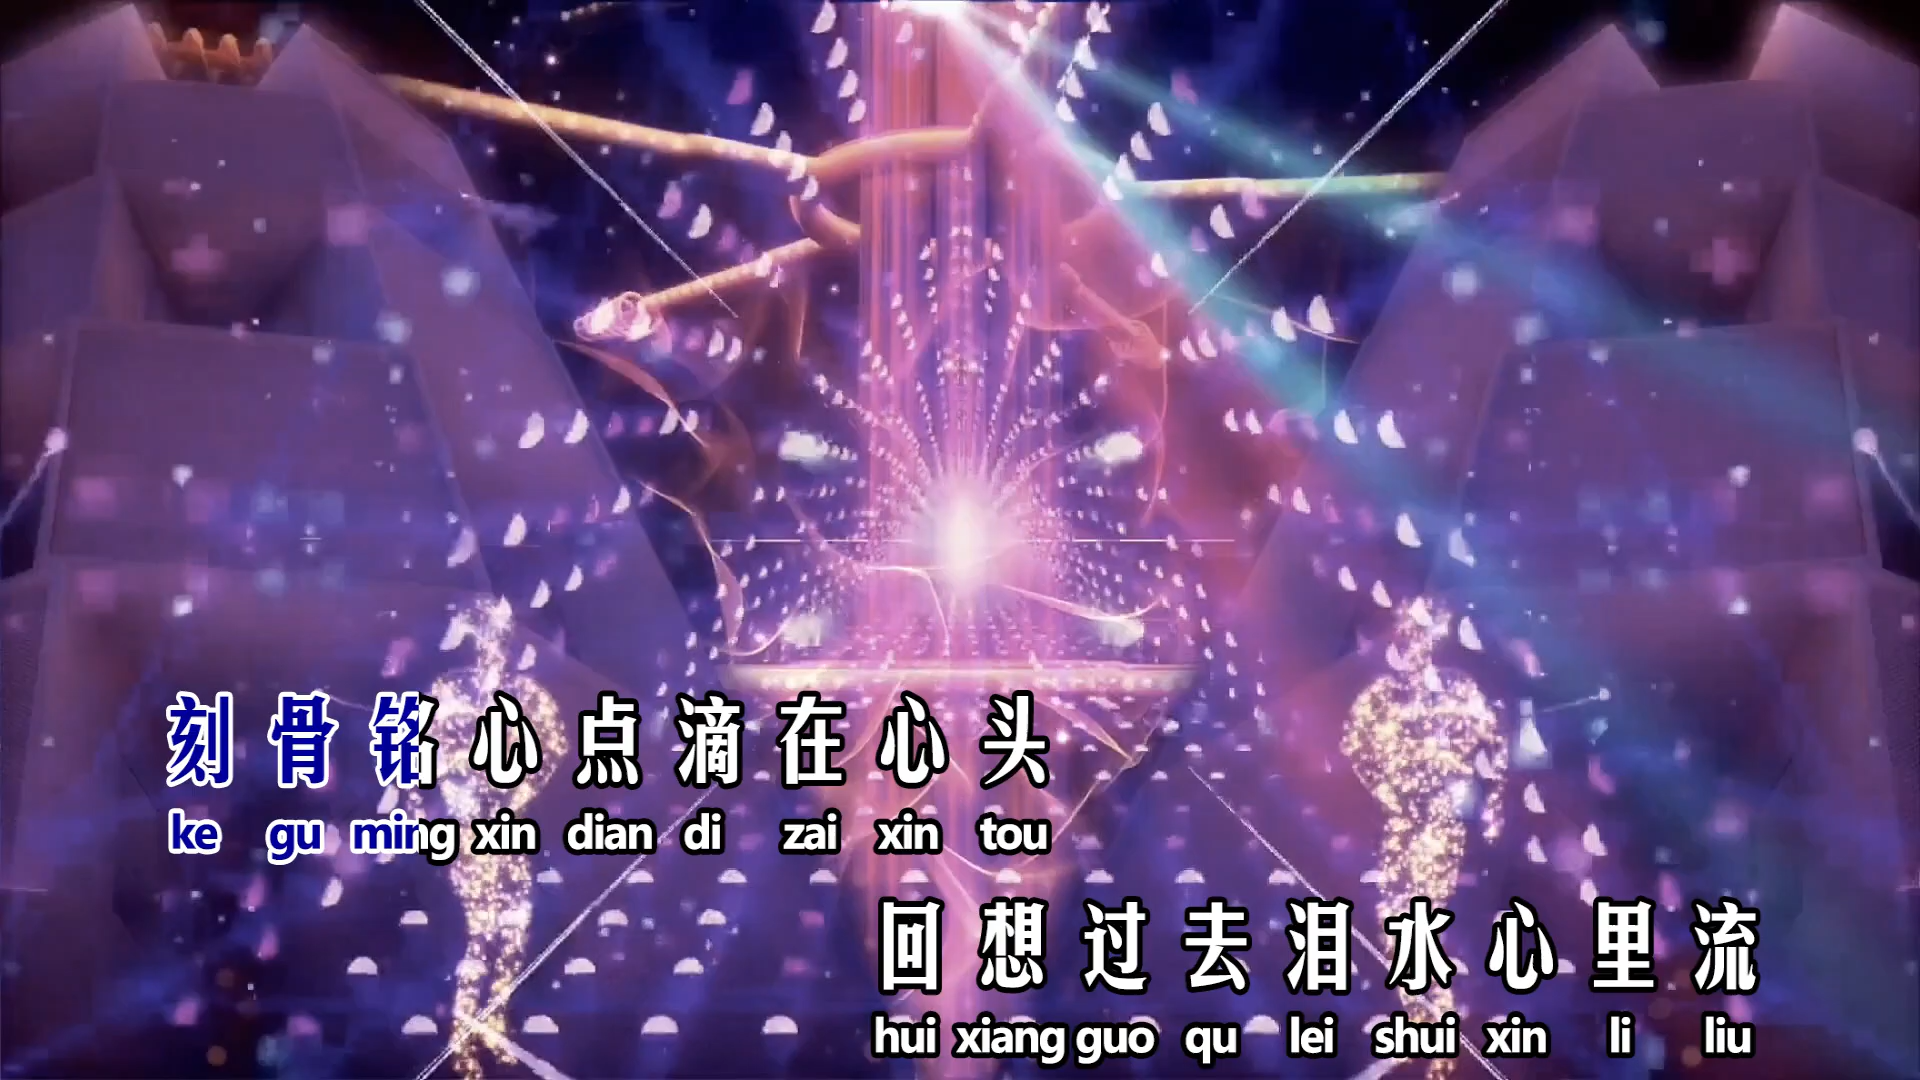 刻骨铭心点滴在心头
ke gu ming xin dian di zai xin tou
回想过去泪水心里流
hui xiang guo qu lei shui xin li liu